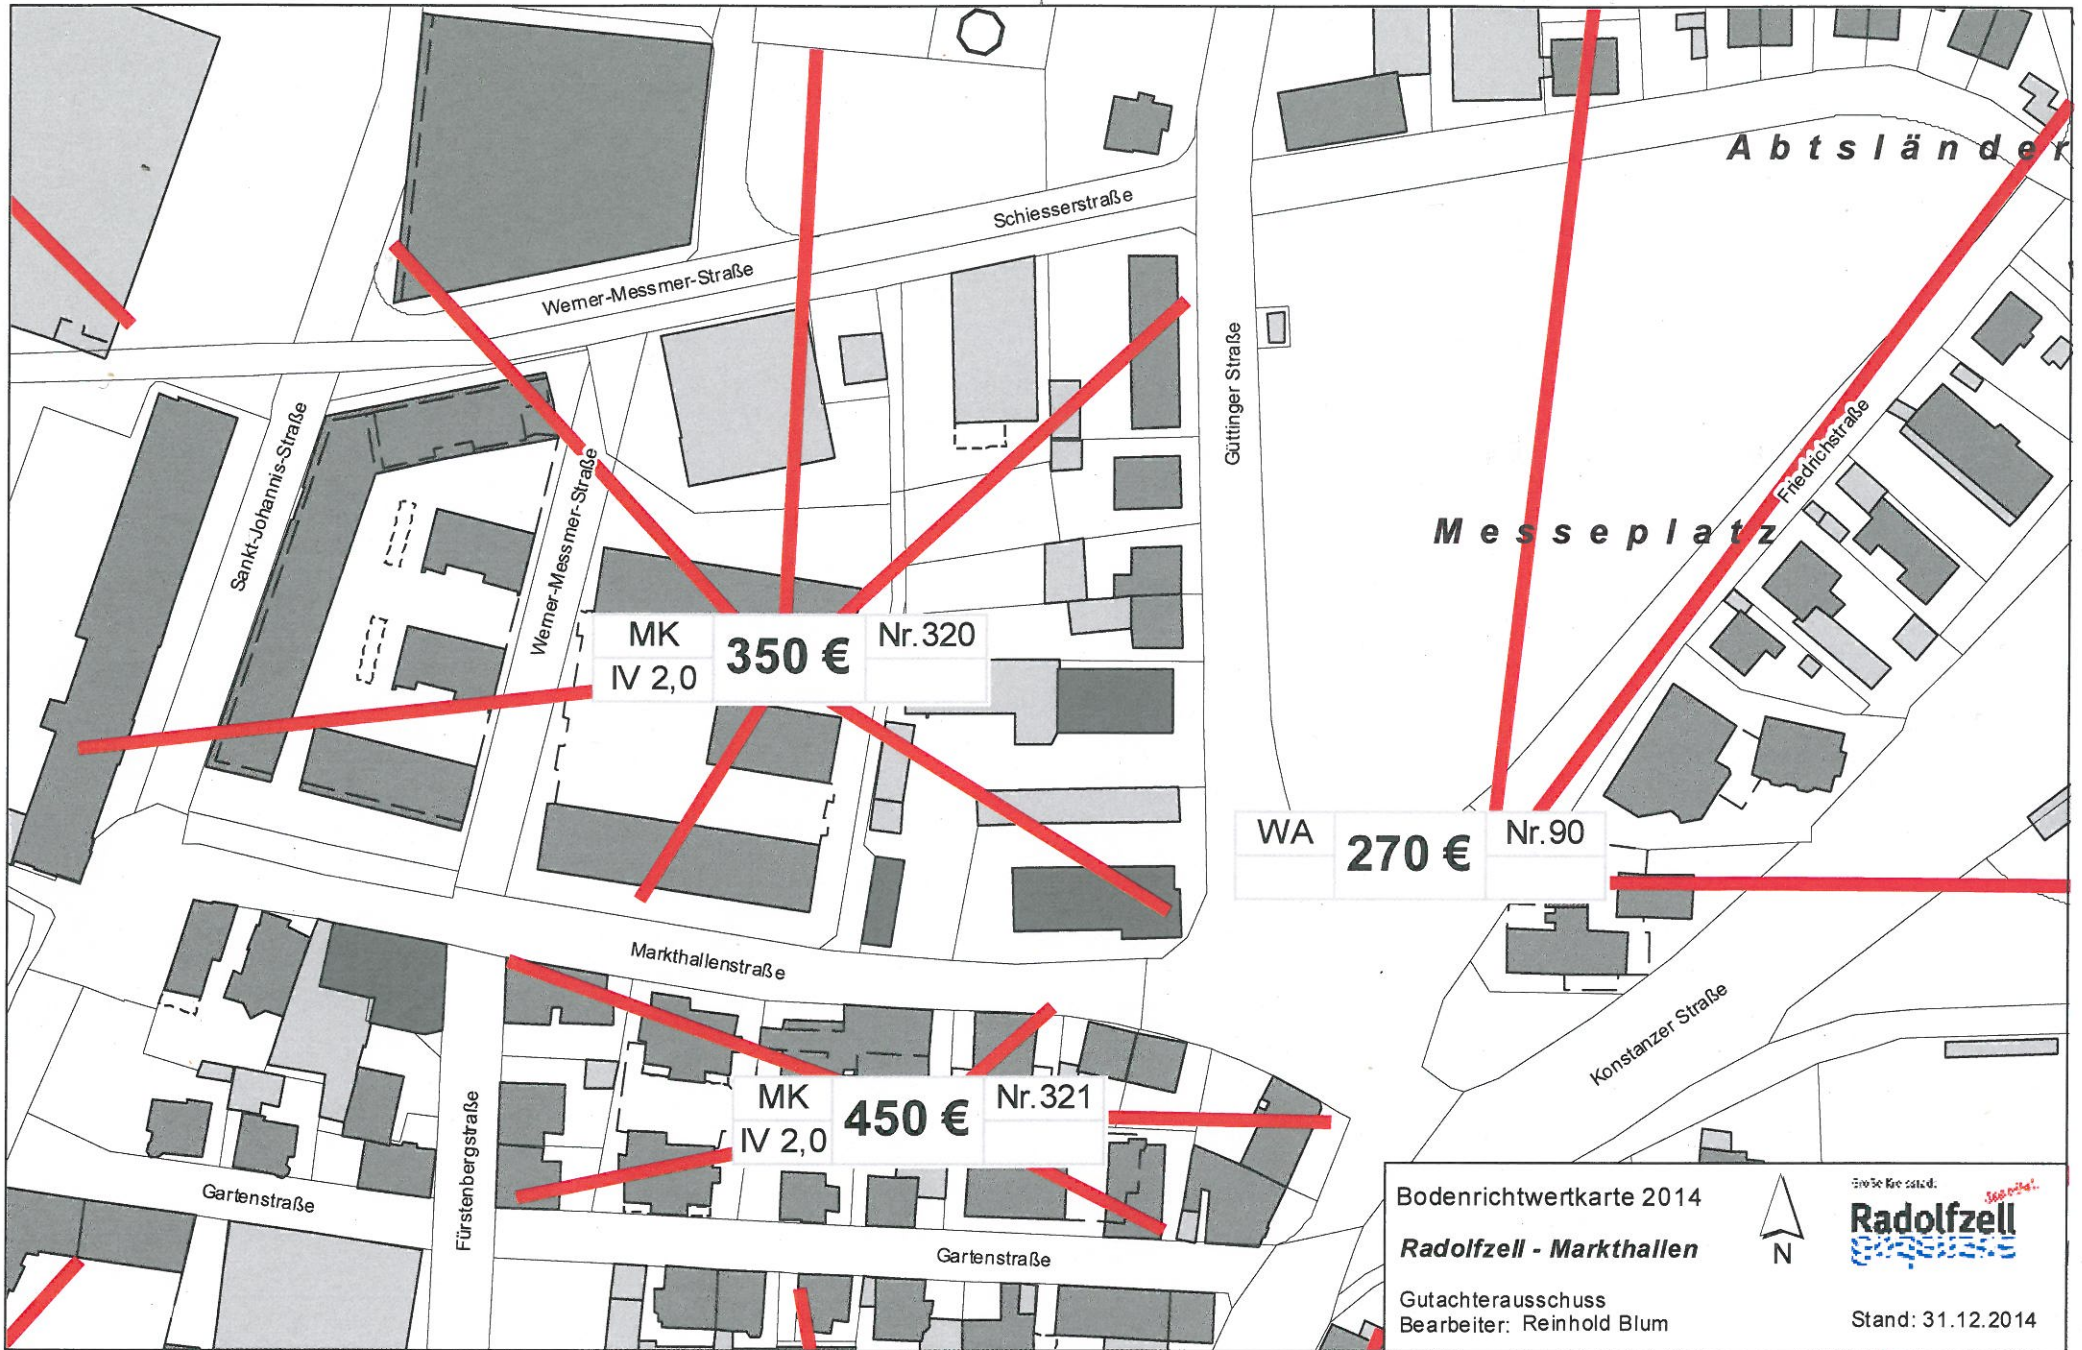 Abtsländer
Schiesserstraße
Werner-Messmer-Straße
Güttinger Straße
Sankt-Johannis-Straße
Werner-Messmer-Straße
Friedrichstraße
Messeplatz
MK 350 € Nr.320
IV 2,0
WA 270 € Nr.90
Markthallenstraße
Konstanzer Straße
MK 450 € Nr.321
IV 2,0
Fürstenbergstraße
Gartenstraße
Gartenstraße
Bodenrichtwertkarte 2014
Radolfzell - Markthallen
N
Radolfzell
Gutachterausschuss
Bearbeiter: Reinhold Blum
Stand: 31.12.2014